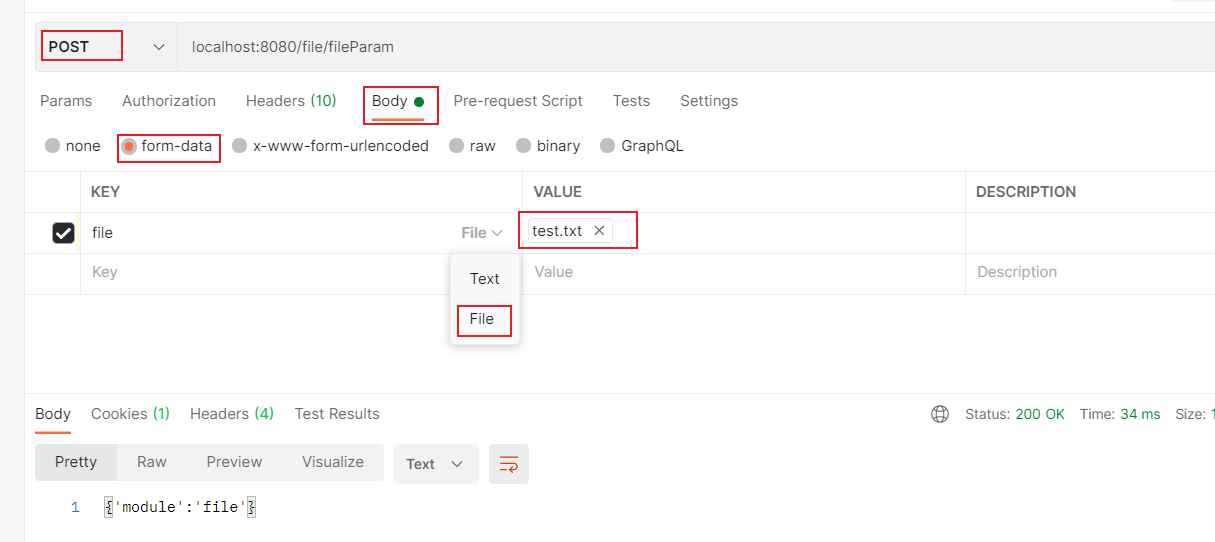 POST localhost:8080/file/fileParam
Params Authorization Headers (10) Body Pre-request Script Tests Settings
none form-data x-www-form-urlencoded raw binary GraphQL
KEY VALUE DESCRIPTION
file File test.txt
Key Value Description
Text
File
Body Cookies (1) Headers (4) Test Results Status: 200 OK Time: 34 ms Size:
Pretty Raw Preview Visualize Text
1 {'module':'file'}